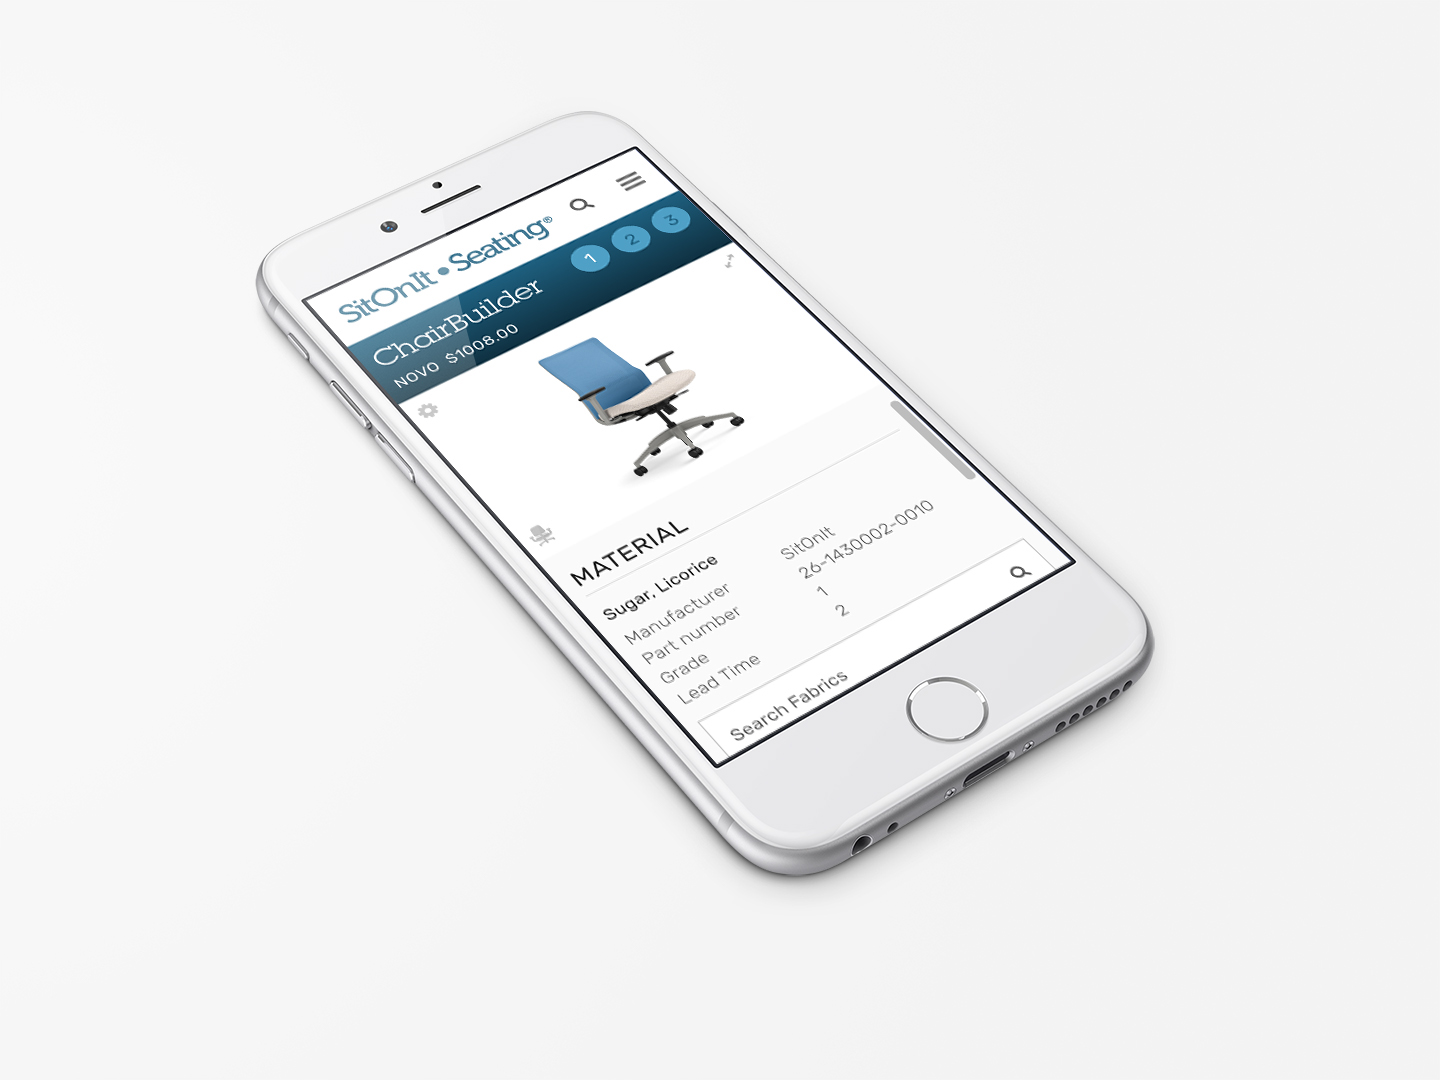 SitOnIt • Seating®
ChairBuilder
1 2 3
NOVO $1008.00
MATERIAL
Sugar, Licorice
Manufacturer SitOnIt
Part number 26-1430002-0010
Grade 1
Lead Time 2
Search Fabrics